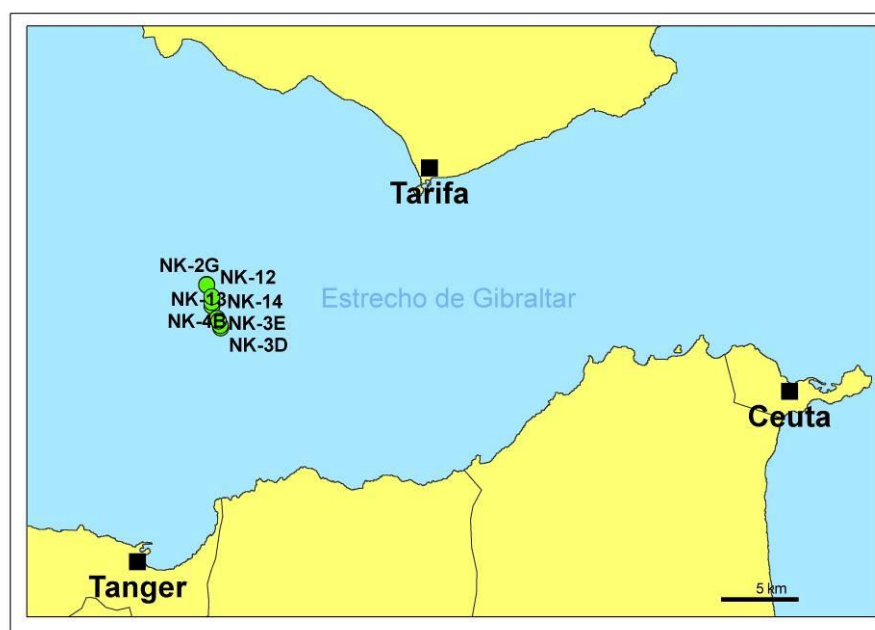 Tarifa
NK-2G
NK-12
Estrecho de Gibraltar
NK-13
NK-14
NK-4B
NK-3E
NK-3D
Ceuta
Tanger
5 km